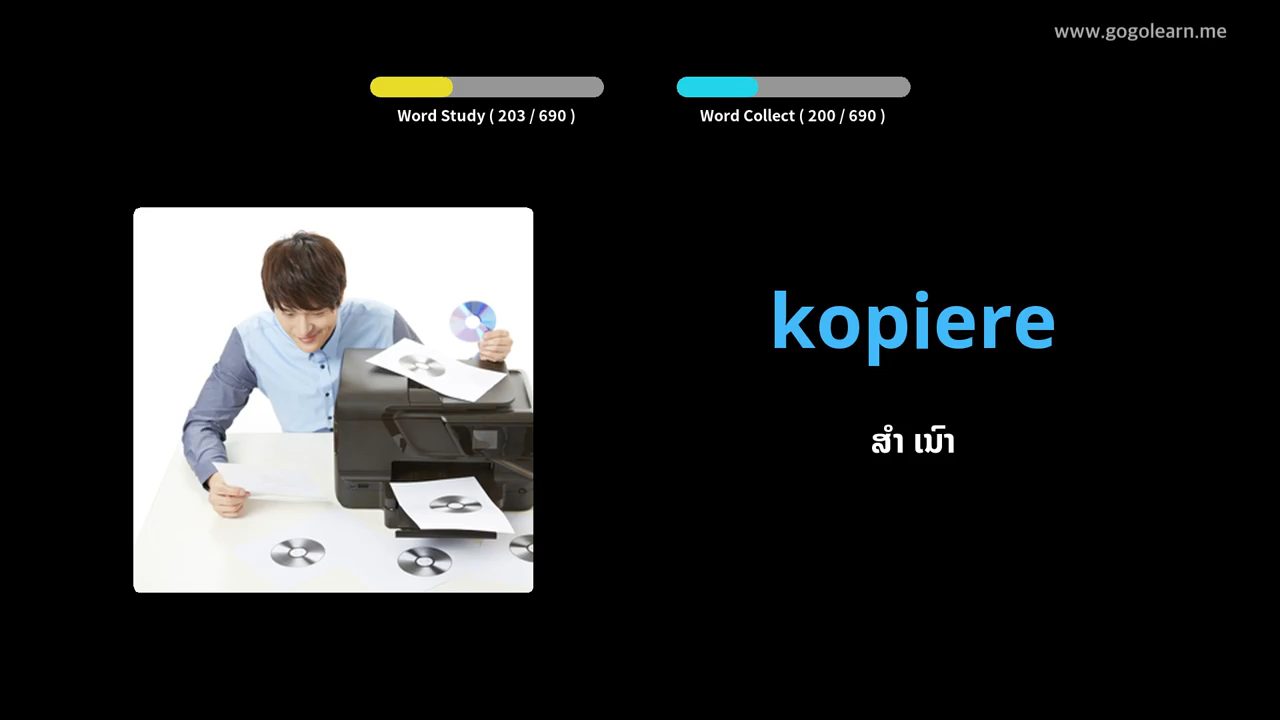 www.gogolearn.me
Word Study ( 203 / 690 )
Word Collect ( 200 / 690 )
kopiere
ສຳ ເນົາ